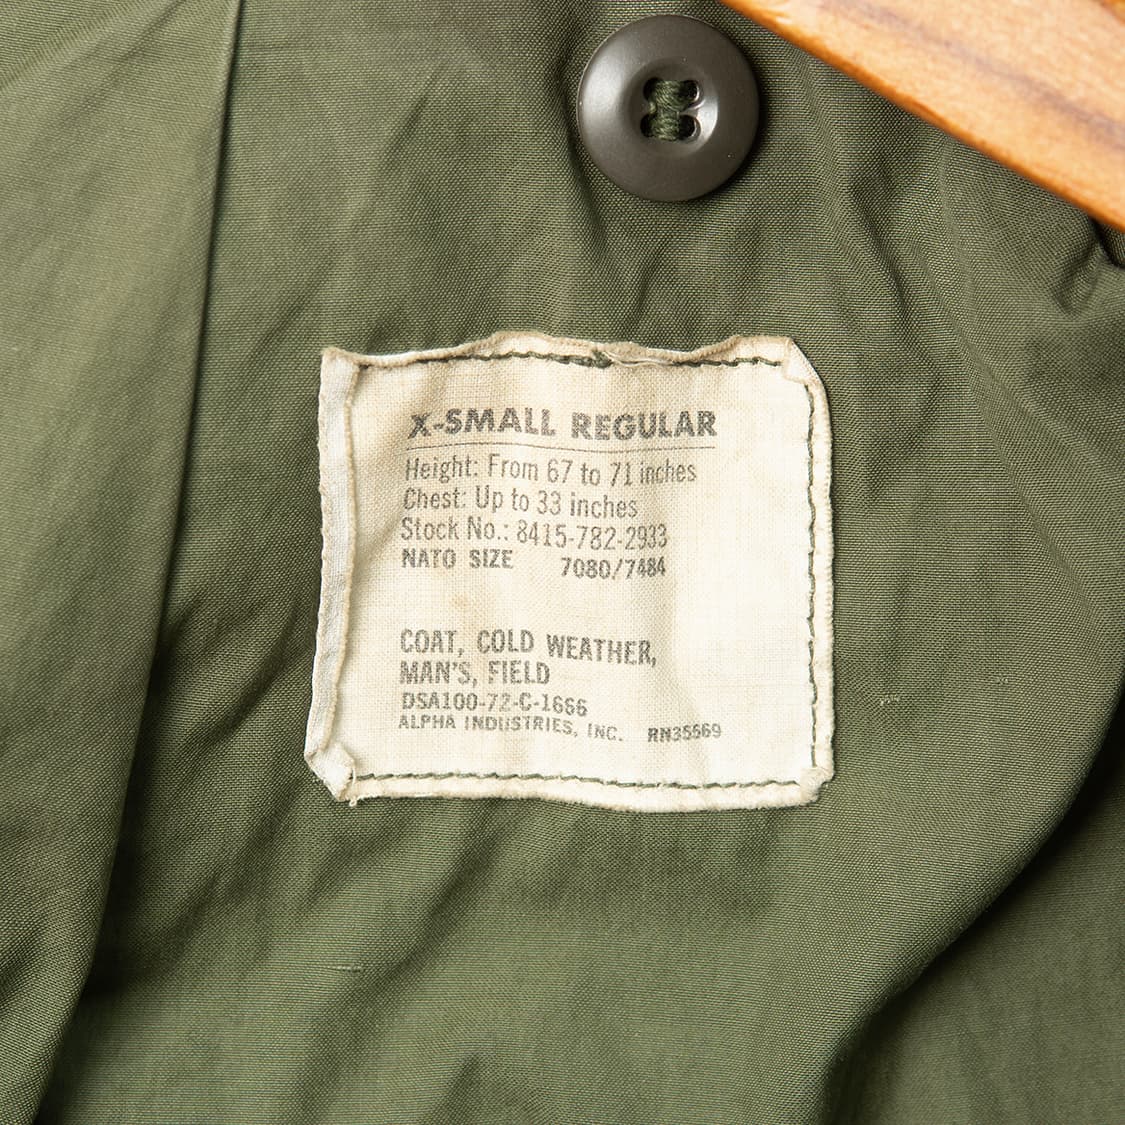 X-SMALL REGULAR
Height: From 67 to 71 inches
Chest: Up to 33 inches
Stock No.: 8415-782-2933
NATO SIZE 7080/7484
COAT, COLD WEATHER,
MAN'S, FIELD
DSA100-72-C-1666
ALPHA INDUSTRIES, INC. RN35569